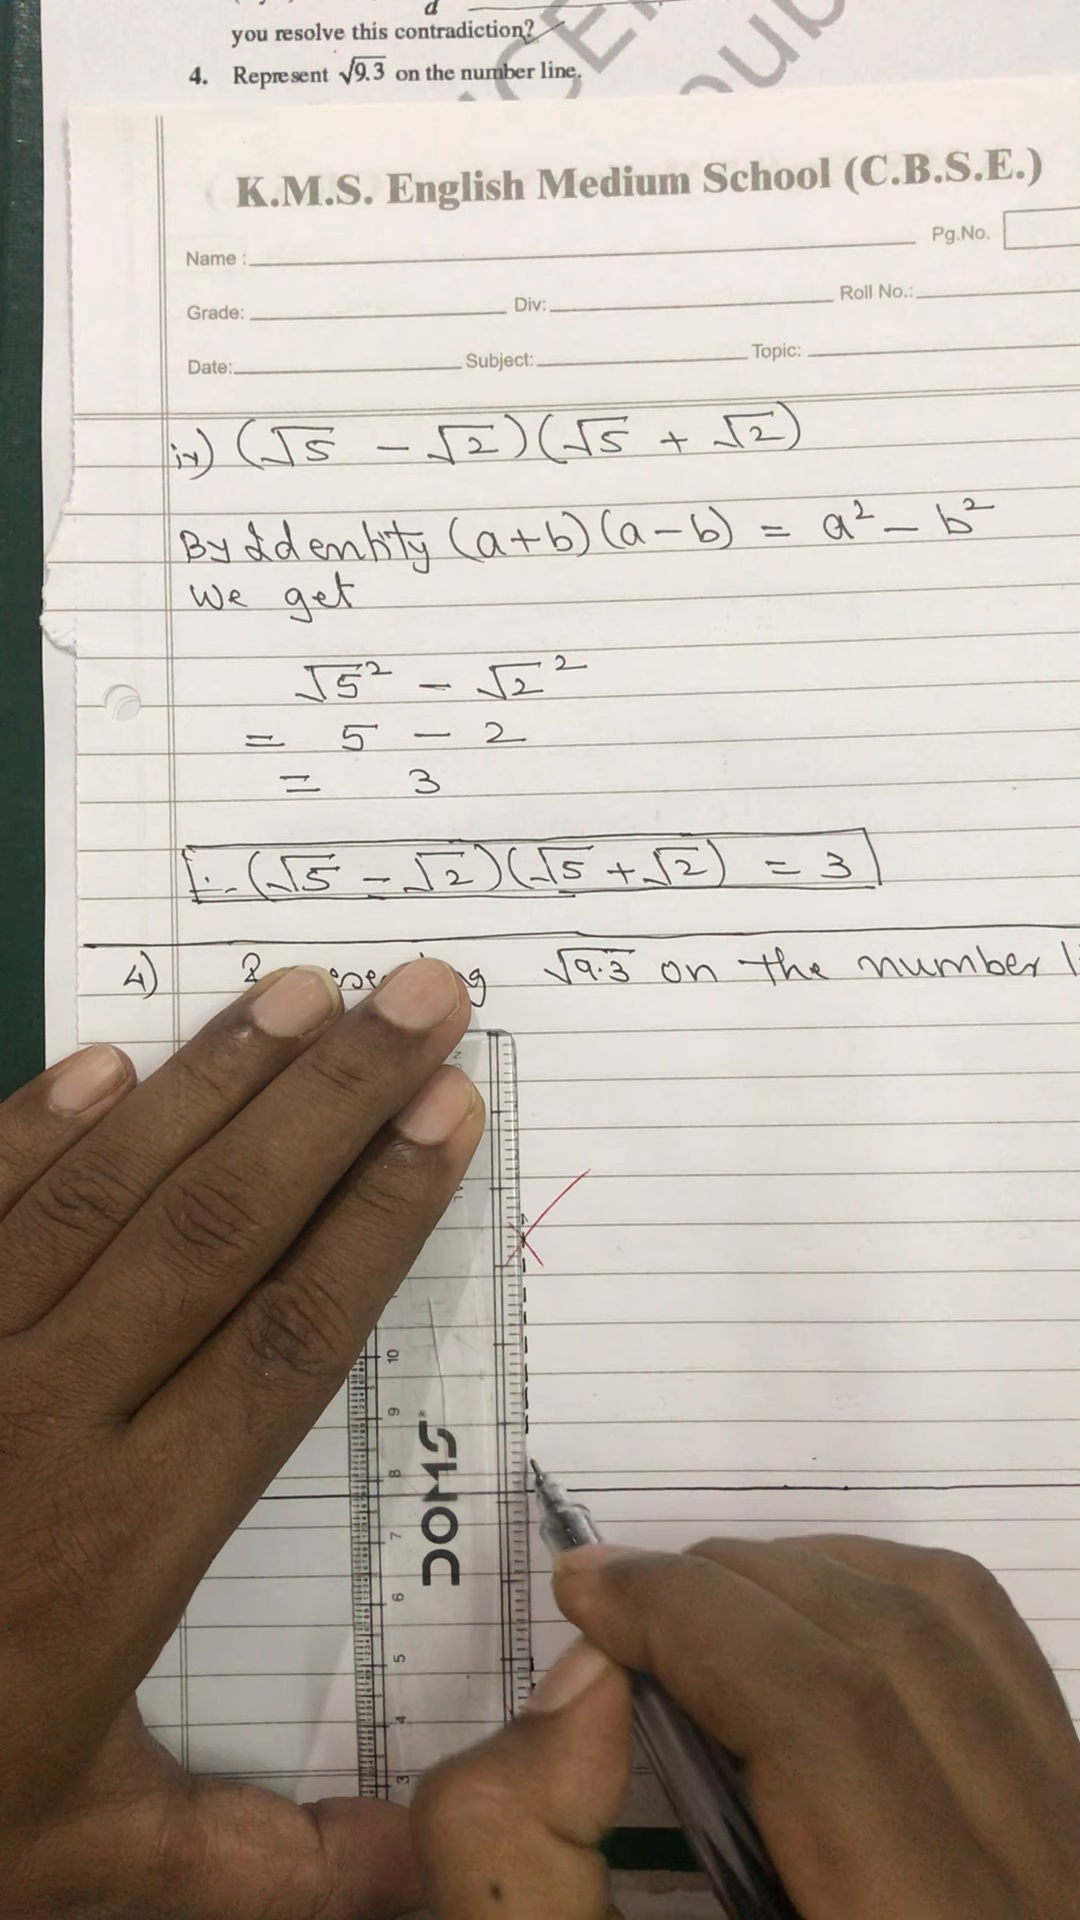 d
you resolve this contradiction?
4. Represent √9.3 on the number line.
K.M.S. English Medium School (C.B.S.E.)
Pg.No.
Name :
Grade: Div: Roll No.:
Date: Subject: Topic:
iv) (√5 - √2)(√5 + √2)
By Identity (a+b)(a-b) = a² - b²
We get
√5² - √2²
= 5 - 2
= 3
∴ (√5 - √2)(√5 + √2) = 3
4) √9.3 on the number
10 9 8 7 6 5 4 3
DOMS